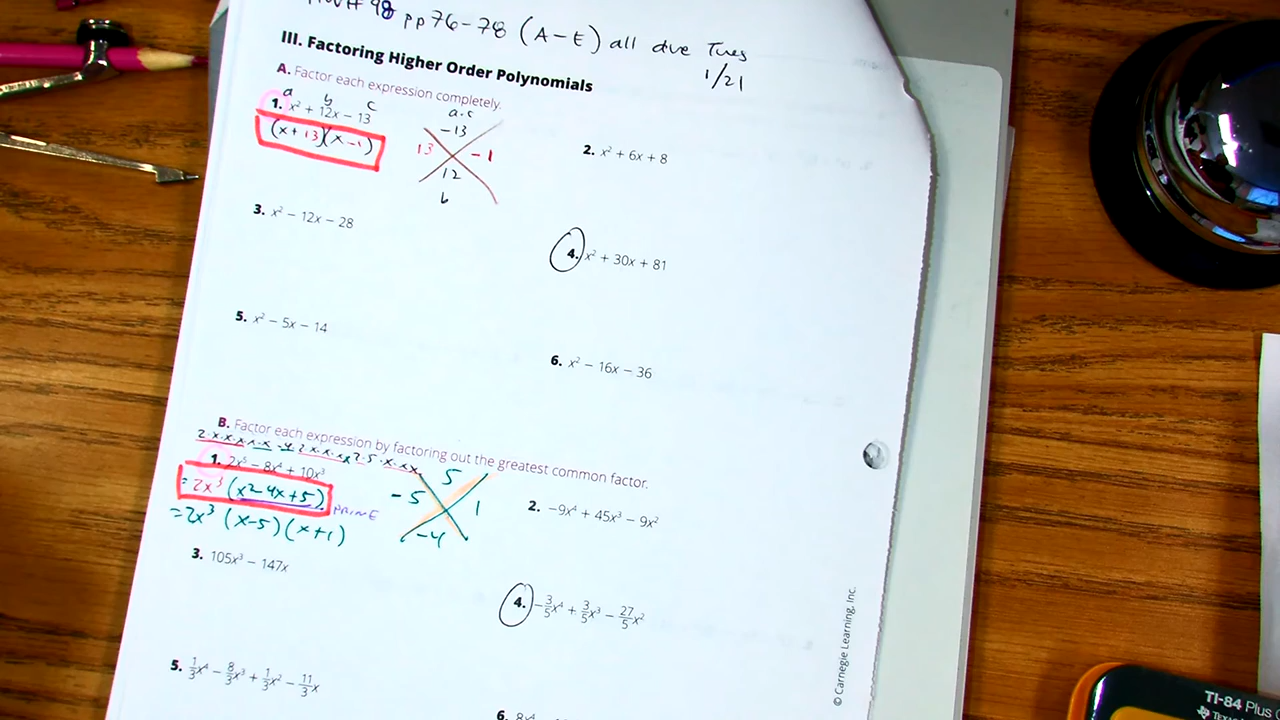 pp 76-78 (A-E) all due Tues
1/21
III. Factoring Higher Order Polynomials
A. Factor each expression completely.
a b c
1. x² + 12x − 13
(x + 13)(x − 1)
a·c
−13
13 −1
12
b
2. x² + 6x + 8
3. x² − 12x − 28
4. x² + 30x + 81
5. x² − 5x − 14
6. x² − 16x − 36
B. Factor each expression by factoring out the greatest common factor.
1. 2x⁵ − 8x⁴ + 10x³
= 2x³ (x² − 4x + 5) PRIME
= 2x³ (x − 5)(x + 1)
5
−5 1
−4
2. −9x⁴ + 45x³ − 9x²
3. 105x³ − 147x
4. −3/5x⁴ + 3/5x³ − 27/5x²
5. 1/3x⁴ − 8/3x³ + 1/3x² − 11/3x
6. 8x⁴
© Carnegie Learning, Inc.
TI-84 Plus